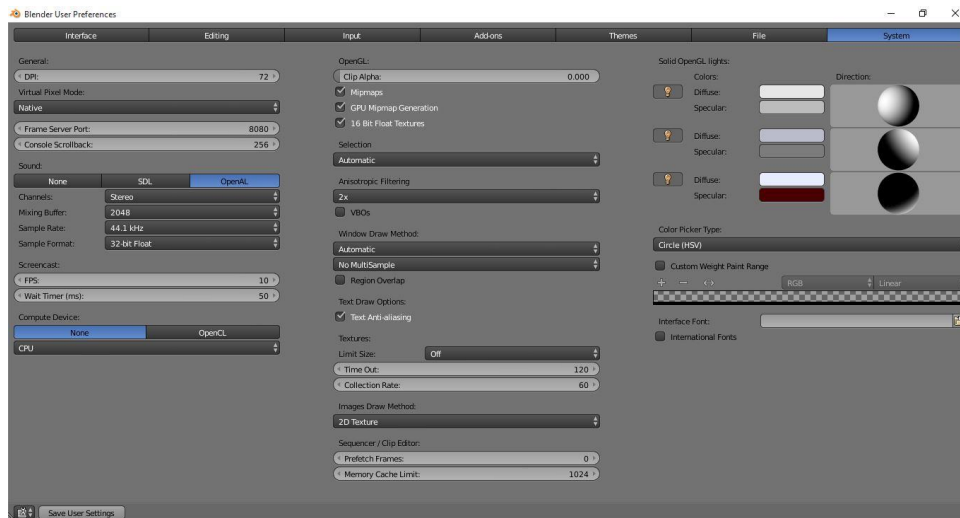 Blender User Preferences
Interface Editing Input Add-ons Themes File System
General:
DPI: 72
Virtual Pixel Mode:
Native
Frame Server Port: 8080
Console Scrollback: 256
Sound:
None SDL OpenAL
Channels: Stereo
Mixing Buffer: 2048
Sample Rate: 44.1 kHz
Sample Format: 32-bit Float
Screencast:
FPS: 10
Wait Timer (ms): 50
Compute Device:
None OpenCL
CPU
OpenGL:
Clip Alpha: 0.000
Mipmaps
GPU Mipmap Generation
16 Bit Float Textures
Selection
Automatic
Anisotropic Filtering
2x
VBOs
Window Draw Method:
Automatic
No MultiSample
Region Overlap
Text Draw Options:
Text Anti-aliasing
Textures:
Limit Size: Off
Time Out: 120
Collection Rate: 60
Images Draw Method:
2D Texture
Sequencer / Clip Editor:
Prefetch Frames: 0
Memory Cache Limit: 1024
Solid OpenGL lights:
Colors: Direction:
Diffuse:
Specular:
Diffuse:
Specular:
Diffuse:
Specular:
Color Picker Type:
Circle (HSV)
Custom Weight Paint Range
RGB Linear
Interface Font:
International Fonts
Save User Settings